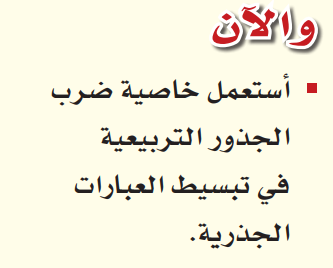 والآن
■ أستعمل خاصية ضرب
الجذور التربيعية
في تبسيط العبارات
الجذرية.